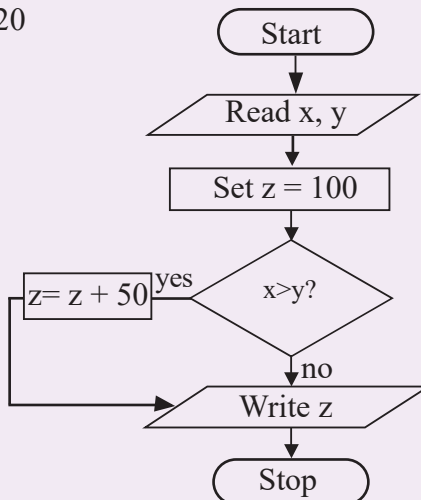 20
Start
Read x, y
Set z = 100
x>y?
yes
z= z + 50
no
Write z
Stop